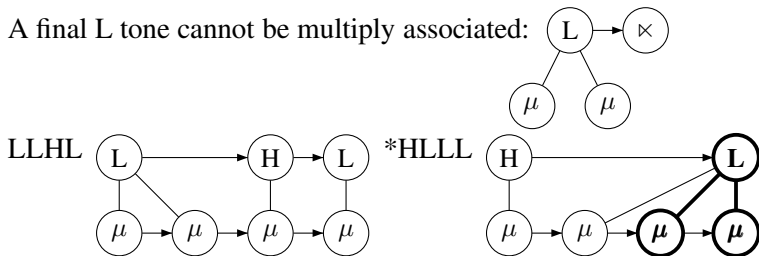 A final L tone cannot be multiply associated:
L ⋉
μ μ
LLHL L H L *HLLL H L
μ μ μ μ μ μ μ μ